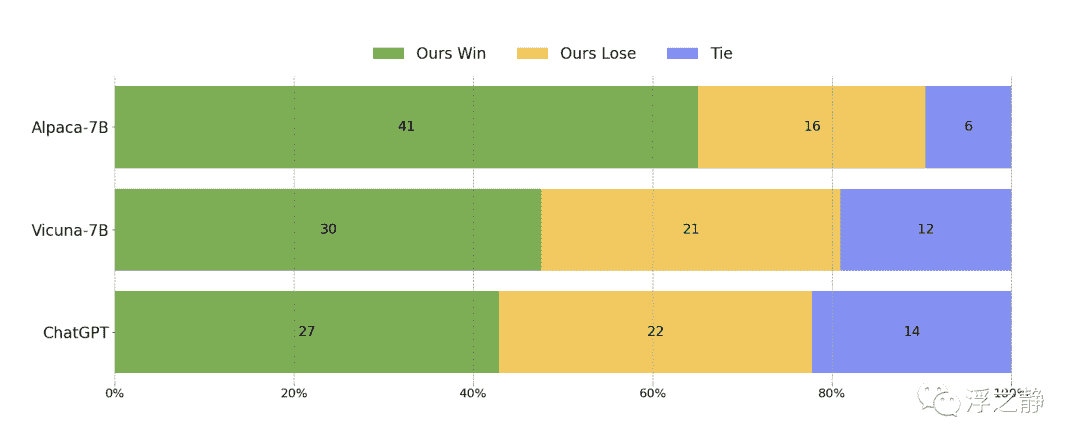 Ours Win Ours Lose Tie
Alpaca-7B 41 16 6
Vicuna-7B 30 21 12
ChatGPT 27 22 14
0% 20% 40% 60% 80% 100%
浮之静